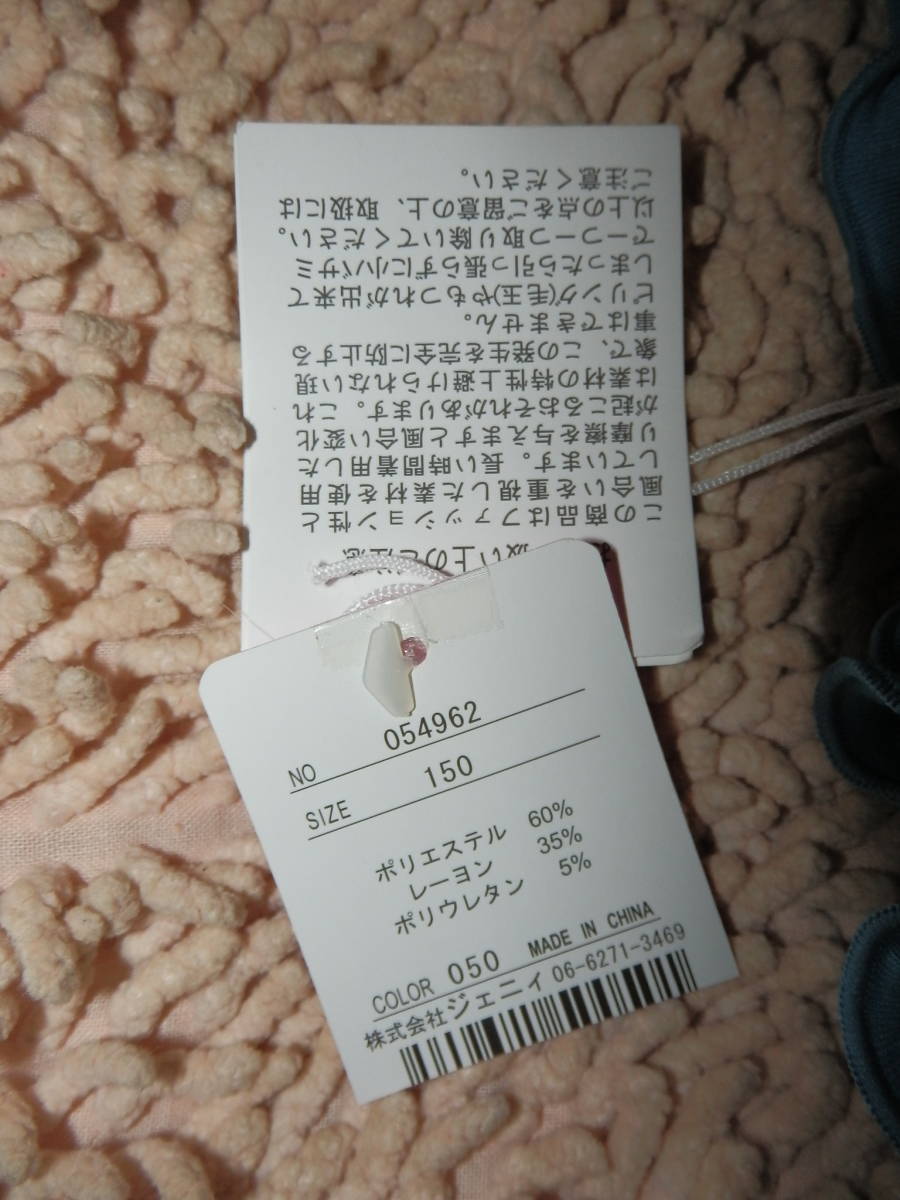 上のご注意
この商品はファッション性と
風合いを重視した素材を使用
しています。長い時間着用した
り摩擦を与えますと風合い変化
が起こるおそれがあります。これ
は素材の特性上避けられない現
象で、この発生を完全に防止する
事はできません。
ピリング(毛玉)やもつれが出来て
しまったら引っ張らずに小バサミ
で一つ一つ取り除いてください。
以上の点をご留意の上、取扱には
ご注意ください。
NO 054962
SIZE 150
ポリエステル 60%
レーヨン 35%
ポリウレタン 5%
COLOR 050 MADE IN CHINA
株式会社ジェニィ 06-6271-3469